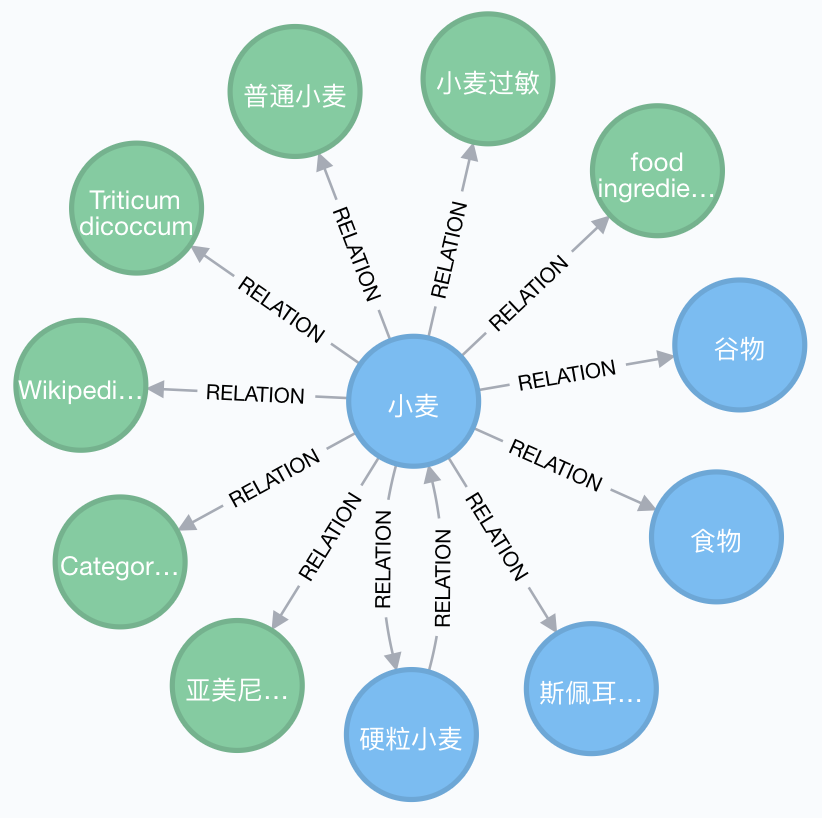 小麦过敏
普通小麦
food
ingredie…
Triticum
dicoccum
RELATION
RELATION
RELATION
RELATION
谷物
RELATION
Wikipedi…
RELATION
小麦
RELATION
RELATION
RELATION
RELATION
RELATION
RELATION
食物
Categor…
亚美尼…
斯佩耳…
硬粒小麦